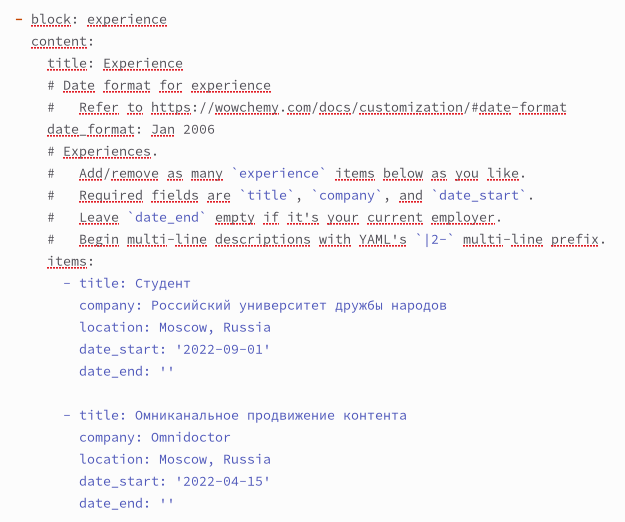 - block: experience
content:
title: Experience
# Date format for experience
#   Refer to https://wowchemy.com/docs/customization/#date-format
date_format: Jan 2006
# Experiences.
#   Add/remove as many `experience` items below as you like.
#   Required fields are `title`, `company`, and `date_start`.
#   Leave `date_end` empty if it's your current employer.
#   Begin multi-line descriptions with YAML's `|2-` multi-line prefix.
items:
- title: Студент
company: Российский университет дружбы народов
location: Moscow, Russia
date_start: '2022-09-01'
date_end: ''
- title: Омниканальное продвижение контента
company: Omnidoctor
location: Moscow, Russia
date_start: '2022-04-15'
date_end: ''